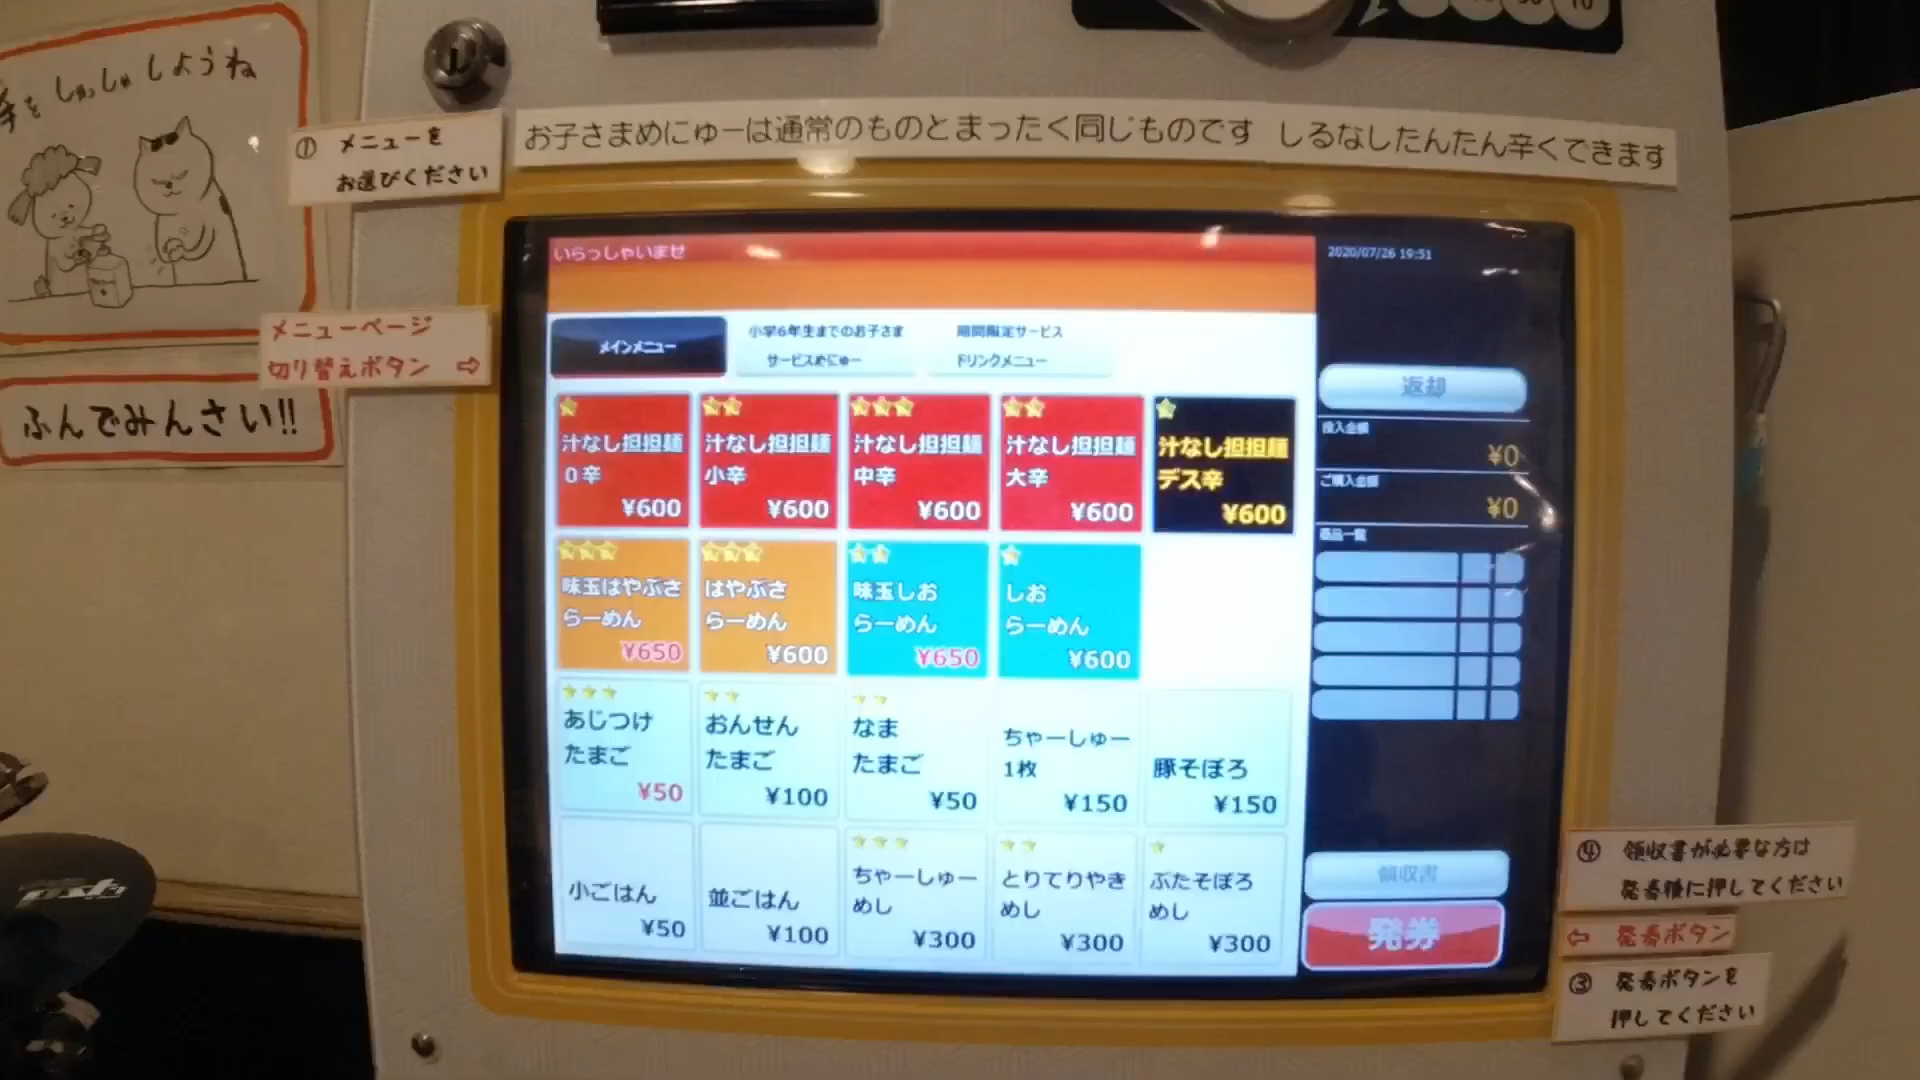 手をしゅっしゅしようね
① メニューを
お選びください
お子さまめにゅーは通常のものとまったく同じものです しるなしたんたん辛くできます
メニューページ
切り替えボタン ⇨
ふんでみんさい!!
いらっしゃいませ
2020/07/26 19:51
メインメニュー
小学6年生までのお子さま
サービスめにゅー
期間限定サービス
ドリンクメニュー
返却
投入金額
¥0
ご購入金額
¥0
商品一覧
汁なし担担麺
0辛
¥600
汁なし担担麺
小辛
¥600
汁なし担担麺
中辛
¥600
汁なし担担麺
大辛
¥600
汁なし担担麺
デス辛
¥600
味玉はやぶさ
らーめん
¥650
はやぶさ
らーめん
¥600
味玉しお
らーめん
¥650
しお
らーめん
¥600
あじつけ
たまご
¥50
おんせん
たまご
¥100
なま
たまご
¥50
ちゃーしゅー
1枚
¥150
豚そぼろ
¥150
小ごはん
¥50
並ごはん
¥100
ちゃーしゅー
めし
¥300
とりてりやき
めし
¥300
ぶたそぼろ
めし
¥300
領収書
発券
④ 領収書が必要な方は
発券後に押してください
⇦ 発券ボタン
③ 発券ボタンを
押してください